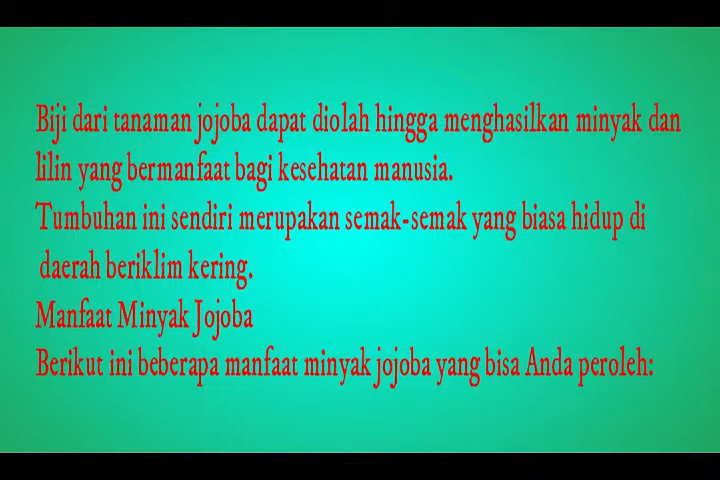 Biji dari tanaman jojoba dapat diolah hingga menghasilkan minyak dan
lilin yang bermanfaat bagi kesehatan manusia.
Tumbuhan ini sendiri merupakan semak-semak yang biasa hidup di
daerah beriklim kering.
Manfaat Minyak Jojoba
Berikut ini beberapa manfaat minyak jojoba yang bisa Anda peroleh: